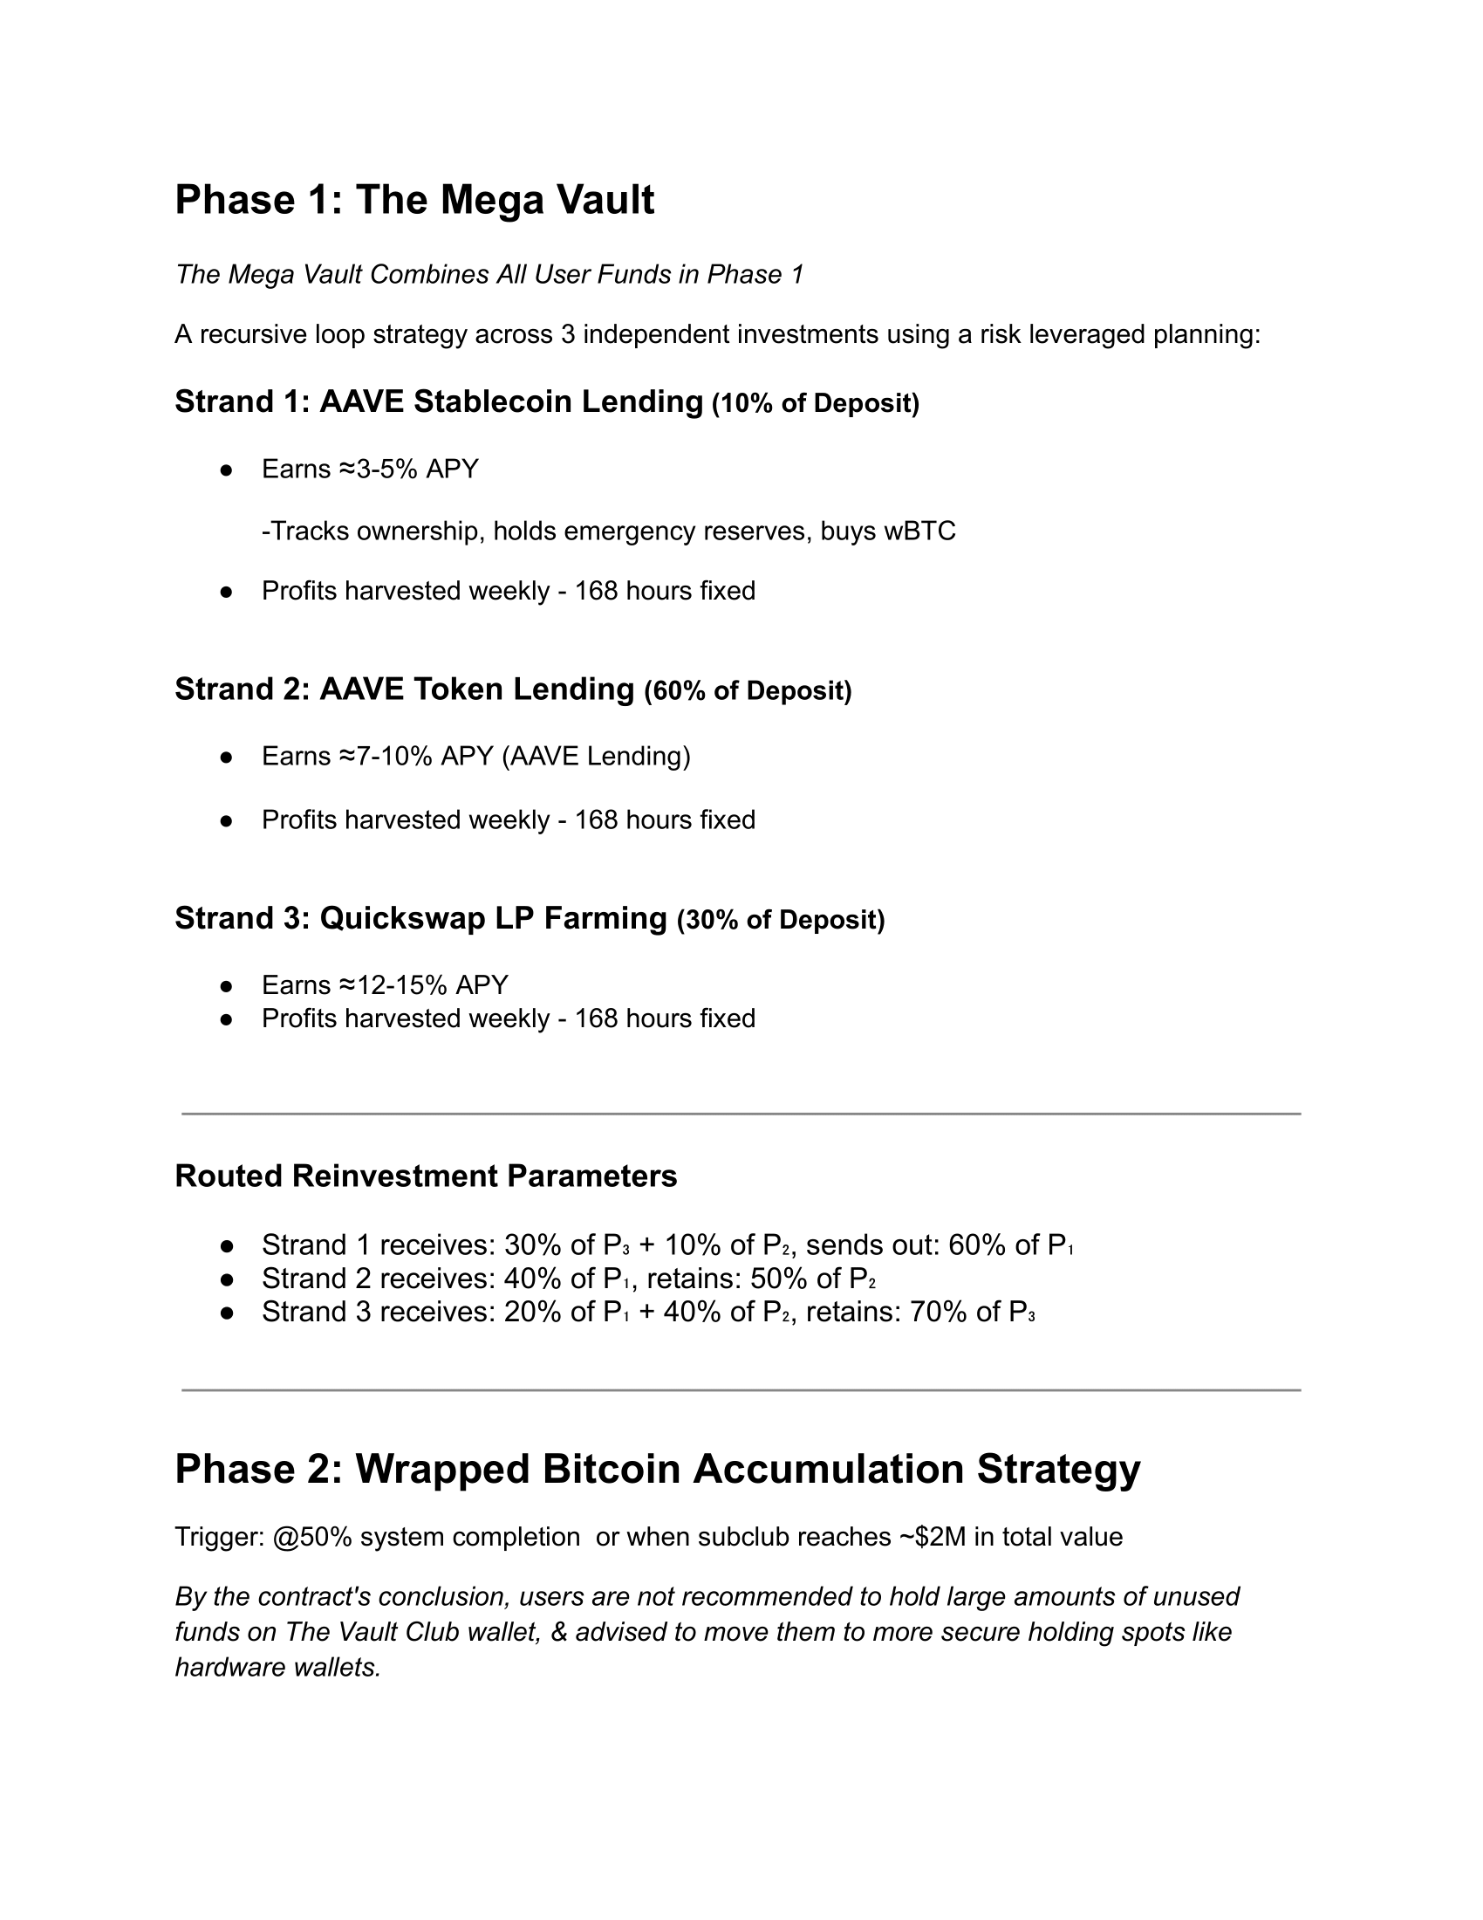 Phase 1: The Mega Vault
The Mega Vault Combines All User Funds in Phase 1
A recursive loop strategy across 3 independent investments using a risk leveraged planning:
Strand 1: AAVE Stablecoin Lending (10% of Deposit)
● Earns ≈3-5% APY
-Tracks ownership, holds emergency reserves, buys wBTC
● Profits harvested weekly - 168 hours fixed
Strand 2: AAVE Token Lending (60% of Deposit)
● Earns ≈7-10% APY (AAVE Lending)
● Profits harvested weekly - 168 hours fixed
Strand 3: Quickswap LP Farming (30% of Deposit)
● Earns ≈12-15% APY
● Profits harvested weekly - 168 hours fixed
Routed Reinvestment Parameters
● Strand 1 receives: 30% of P₃ + 10% of P₂, sends out: 60% of P₁
● Strand 2 receives: 40% of P₁, retains: 50% of P₂
● Strand 3 receives: 20% of P₁ + 40% of P₂, retains: 70% of P₃
Phase 2: Wrapped Bitcoin Accumulation Strategy
Trigger: @50% system completion  or when subclub reaches ~$2M in total value
By the contract's conclusion, users are not recommended to hold large amounts of unused
funds on The Vault Club wallet, & advised to move them to more secure holding spots like
hardware wallets.